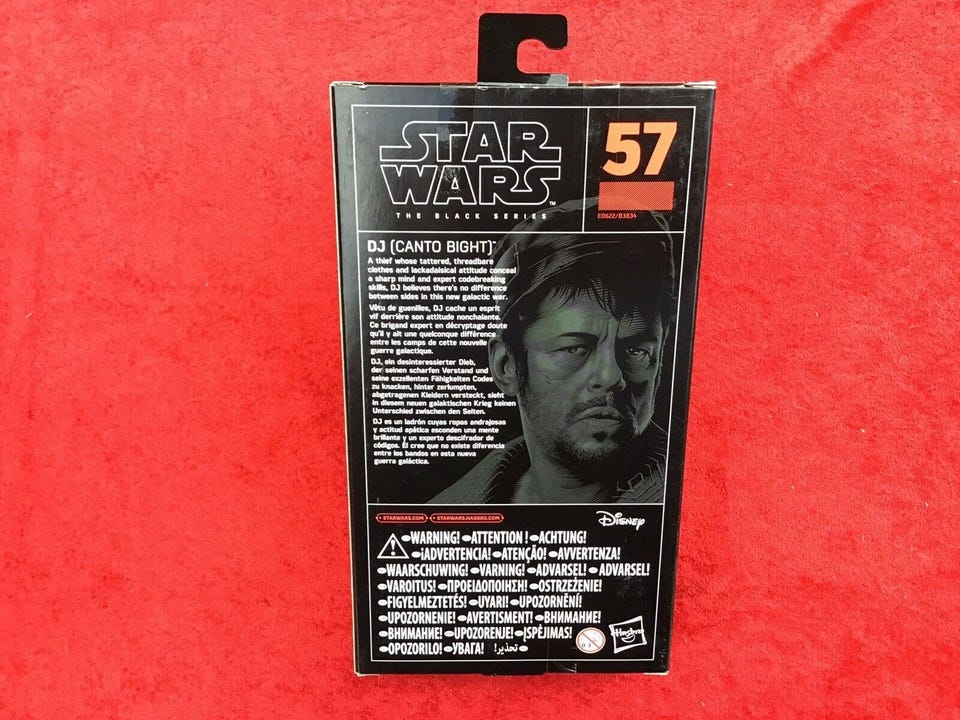 STAR
WARS™
THE BLACK SERIES
57
E0622/B3834
DJ (CANTO BIGHT)™
A thief whose tattered, threadbare
clothes and lackadaisical attitude conceal
a sharp mind and expert codebreaking
skills, DJ believes there's no difference
between sides in this new galactic war.
Vêtu de guenilles, DJ cache un esprit
vif derrière son attitude nonchalante.
Ce brigand expert en décryptage doute
qu'il y ait une quelconque différence
entre les camps de cette nouvelle
guerre galactique.
DJ, ein desinteressierter Dieb,
der seinen scharfen Verstand und
seine exzellenten Fähigkeiten Codes
zu knacken, hinter zerlumpten,
abgetragenen Kleidern versteckt, sieht
in diesem neuen galaktischen Krieg keinen
Unterschied zwischen den Seiten.
DJ es un ladrón cuyas ropas andrajosas
y actitud apática esconden una mente
brillante y un experto descifrador de
códigos. Él cree que no existe diferencia
entre los bandos en esta nueva
guerra galáctica.
STARWARS.COM STARWARS.HASBRO.COM
Disney
WARNING! ATTENTION! ACHTUNG!
¡ADVERTENCIA! ATENÇÃO! AVVERTENZA!
WAARSCHUWING! VARNING! ADVARSEL! ADVARSEL!
VAROITUS! ΠΡΟΕΙΔΟΠΟΙΗΣΗ! OSTRZEŻENIE!
FIGYELMEZTETÉS! UYARI! UPOZORNĚNÍ!
UPOZORNENIE! AVERTISMENT! ВНИМАНИЕ!
ВНИМАНИЕ! UPOZORENJE! ĮSPĖJIMAS!
OPOZORILO! УВАГА! تحذير!
0-3
Hasbro